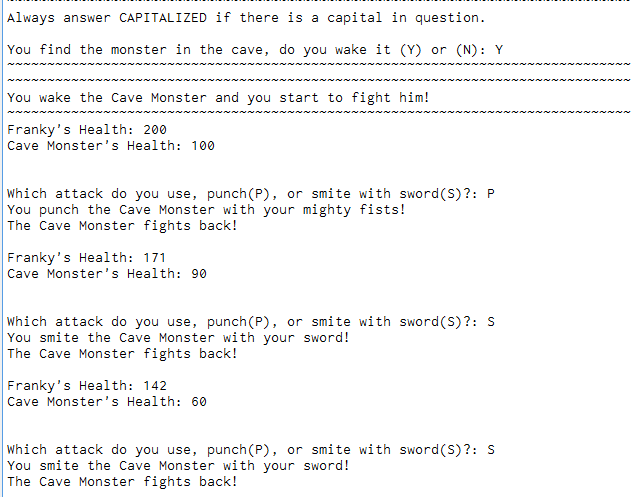 ~~~~~~~~~~~~~~~~~~~~~~~~~~~~~~~~~~~~~~~~~~~~~~~~~~~~~~~~~~~~~~~~~~~~~~~~~~~~~~
Always answer CAPITALIZED if there is a capital in question.
You find the monster in the cave, do you wake it (Y) or (N): Y
~~~~~~~~~~~~~~~~~~~~~~~~~~~~~~~~~~~~~~~~~~~~~~~~~~~~~~~~~~~~~~~~~~~~~~~~~~~~~~
~~~~~~~~~~~~~~~~~~~~~~~~~~~~~~~~~~~~~~~~~~~~~~~~~~~~~~~~~~~~~~~~~~~~~~~~~~~~~~
You wake the Cave Monster and you start to fight him!
~~~~~~~~~~~~~~~~~~~~~~~~~~~~~~~~~~~~~~~~~~~~~~~~~~~~~~~~~~~~~~~~~~~~~~~~~~~~~~
Franky's Health: 200
Cave Monster's Health: 100
Which attack do you use, punch(P), or smite with sword(S)?: P
You punch the Cave Monster with your mighty fists!
The Cave Monster fights back!
Franky's Health: 171
Cave Monster's Health: 90
Which attack do you use, punch(P), or smite with sword(S)?: S
You smite the Cave Monster with your sword!
The Cave Monster fights back!
Franky's Health: 142
Cave Monster's Health: 60
Which attack do you use, punch(P), or smite with sword(S)?: S
You smite the Cave Monster with your sword!
The Cave Monster fights back!